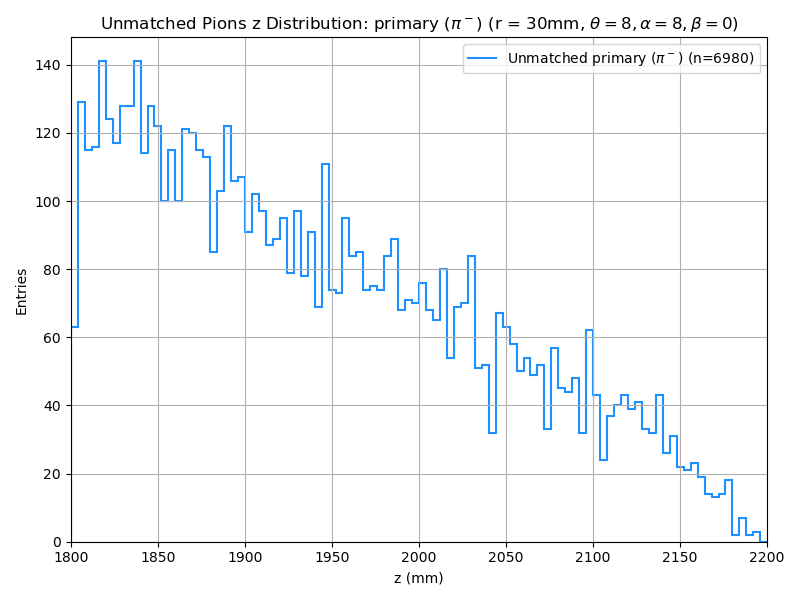 Unmatched Pions z Distribution: primary (π⁻) (r = 30mm, θ = 8, α = 8, β = 0)
Unmatched primary (π⁻) (n=6980)
140
120
100
80
60
40
20
0
Entries
1800 1850 1900 1950 2000 2050 2100 2150 2200
z (mm)